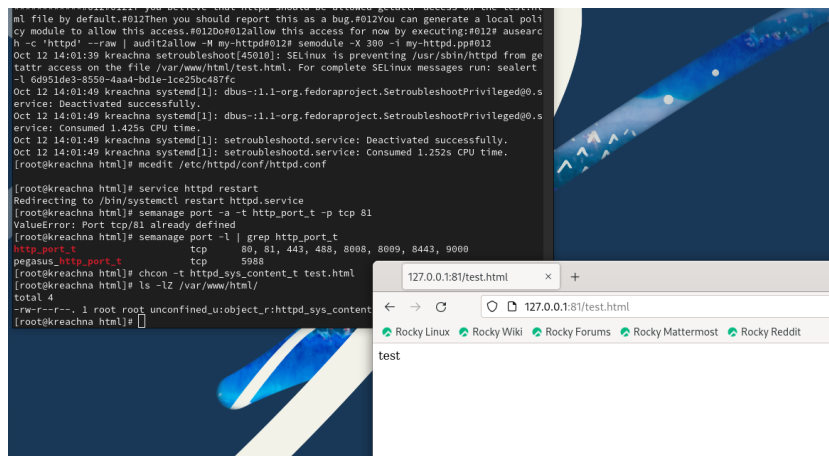 ml file by default.#012Then you should report this as a bug.#012You can generate a local poli
cy module to allow this access.#012Do#012allow this access for now by executing:#012# ausearc
h -c 'httpd' --raw | audit2allow -M my-httpd#012# semodule -X 300 -i my-httpd.pp#012
Oct 12 14:01:39 kreachna setroubleshoot[45010]: SELinux is preventing /usr/sbin/httpd from ge
tattr access on the file /var/www/html/test.html. For complete SELinux messages run: sealert
-l 6d951de3-8550-4aa4-bd1e-1ce25bc487fc
Oct 12 14:01:49 kreachna systemd[1]: dbus-:1.1-org.fedoraproject.SetroubleshootPrivileged@0.s
ervice: Deactivated successfully.
Oct 12 14:01:49 kreachna systemd[1]: dbus-:1.1-org.fedoraproject.SetroubleshootPrivileged@0.s
ervice: Consumed 1.425s CPU time.
Oct 12 14:01:49 kreachna systemd[1]: setroubleshootd.service: Deactivated successfully.
Oct 12 14:01:49 kreachna systemd[1]: setroubleshootd.service: Consumed 1.252s CPU time.
[root@kreachna html]# mcedit /etc/httpd/conf/httpd.conf
[root@kreachna html]# service httpd restart
Redirecting to /bin/systemctl restart httpd.service
[root@kreachna html]# semanage port -a -t http_port_t -p tcp 81
ValueError: Port tcp/81 already defined
[root@kreachna html]# semanage port -l | grep http_port_t
http_port_t tcp 80, 81, 443, 488, 8008, 8009, 8443, 9000
pegasus_http_port_t tcp 5988
[root@kreachna html]# chcon -t httpd_sys_content_t test.html
[root@kreachna html]# ls -lZ /var/www/html/
total 4
-rw-r--r--. 1 root root unconfined_u:object_r:httpd_sys_content
[root@kreachna html]#
127.0.0.1:81/test.html
127.0.0.1:81/test.html
Rocky Linux Rocky Wiki Rocky Forums Rocky Mattermost Rocky Reddit
test